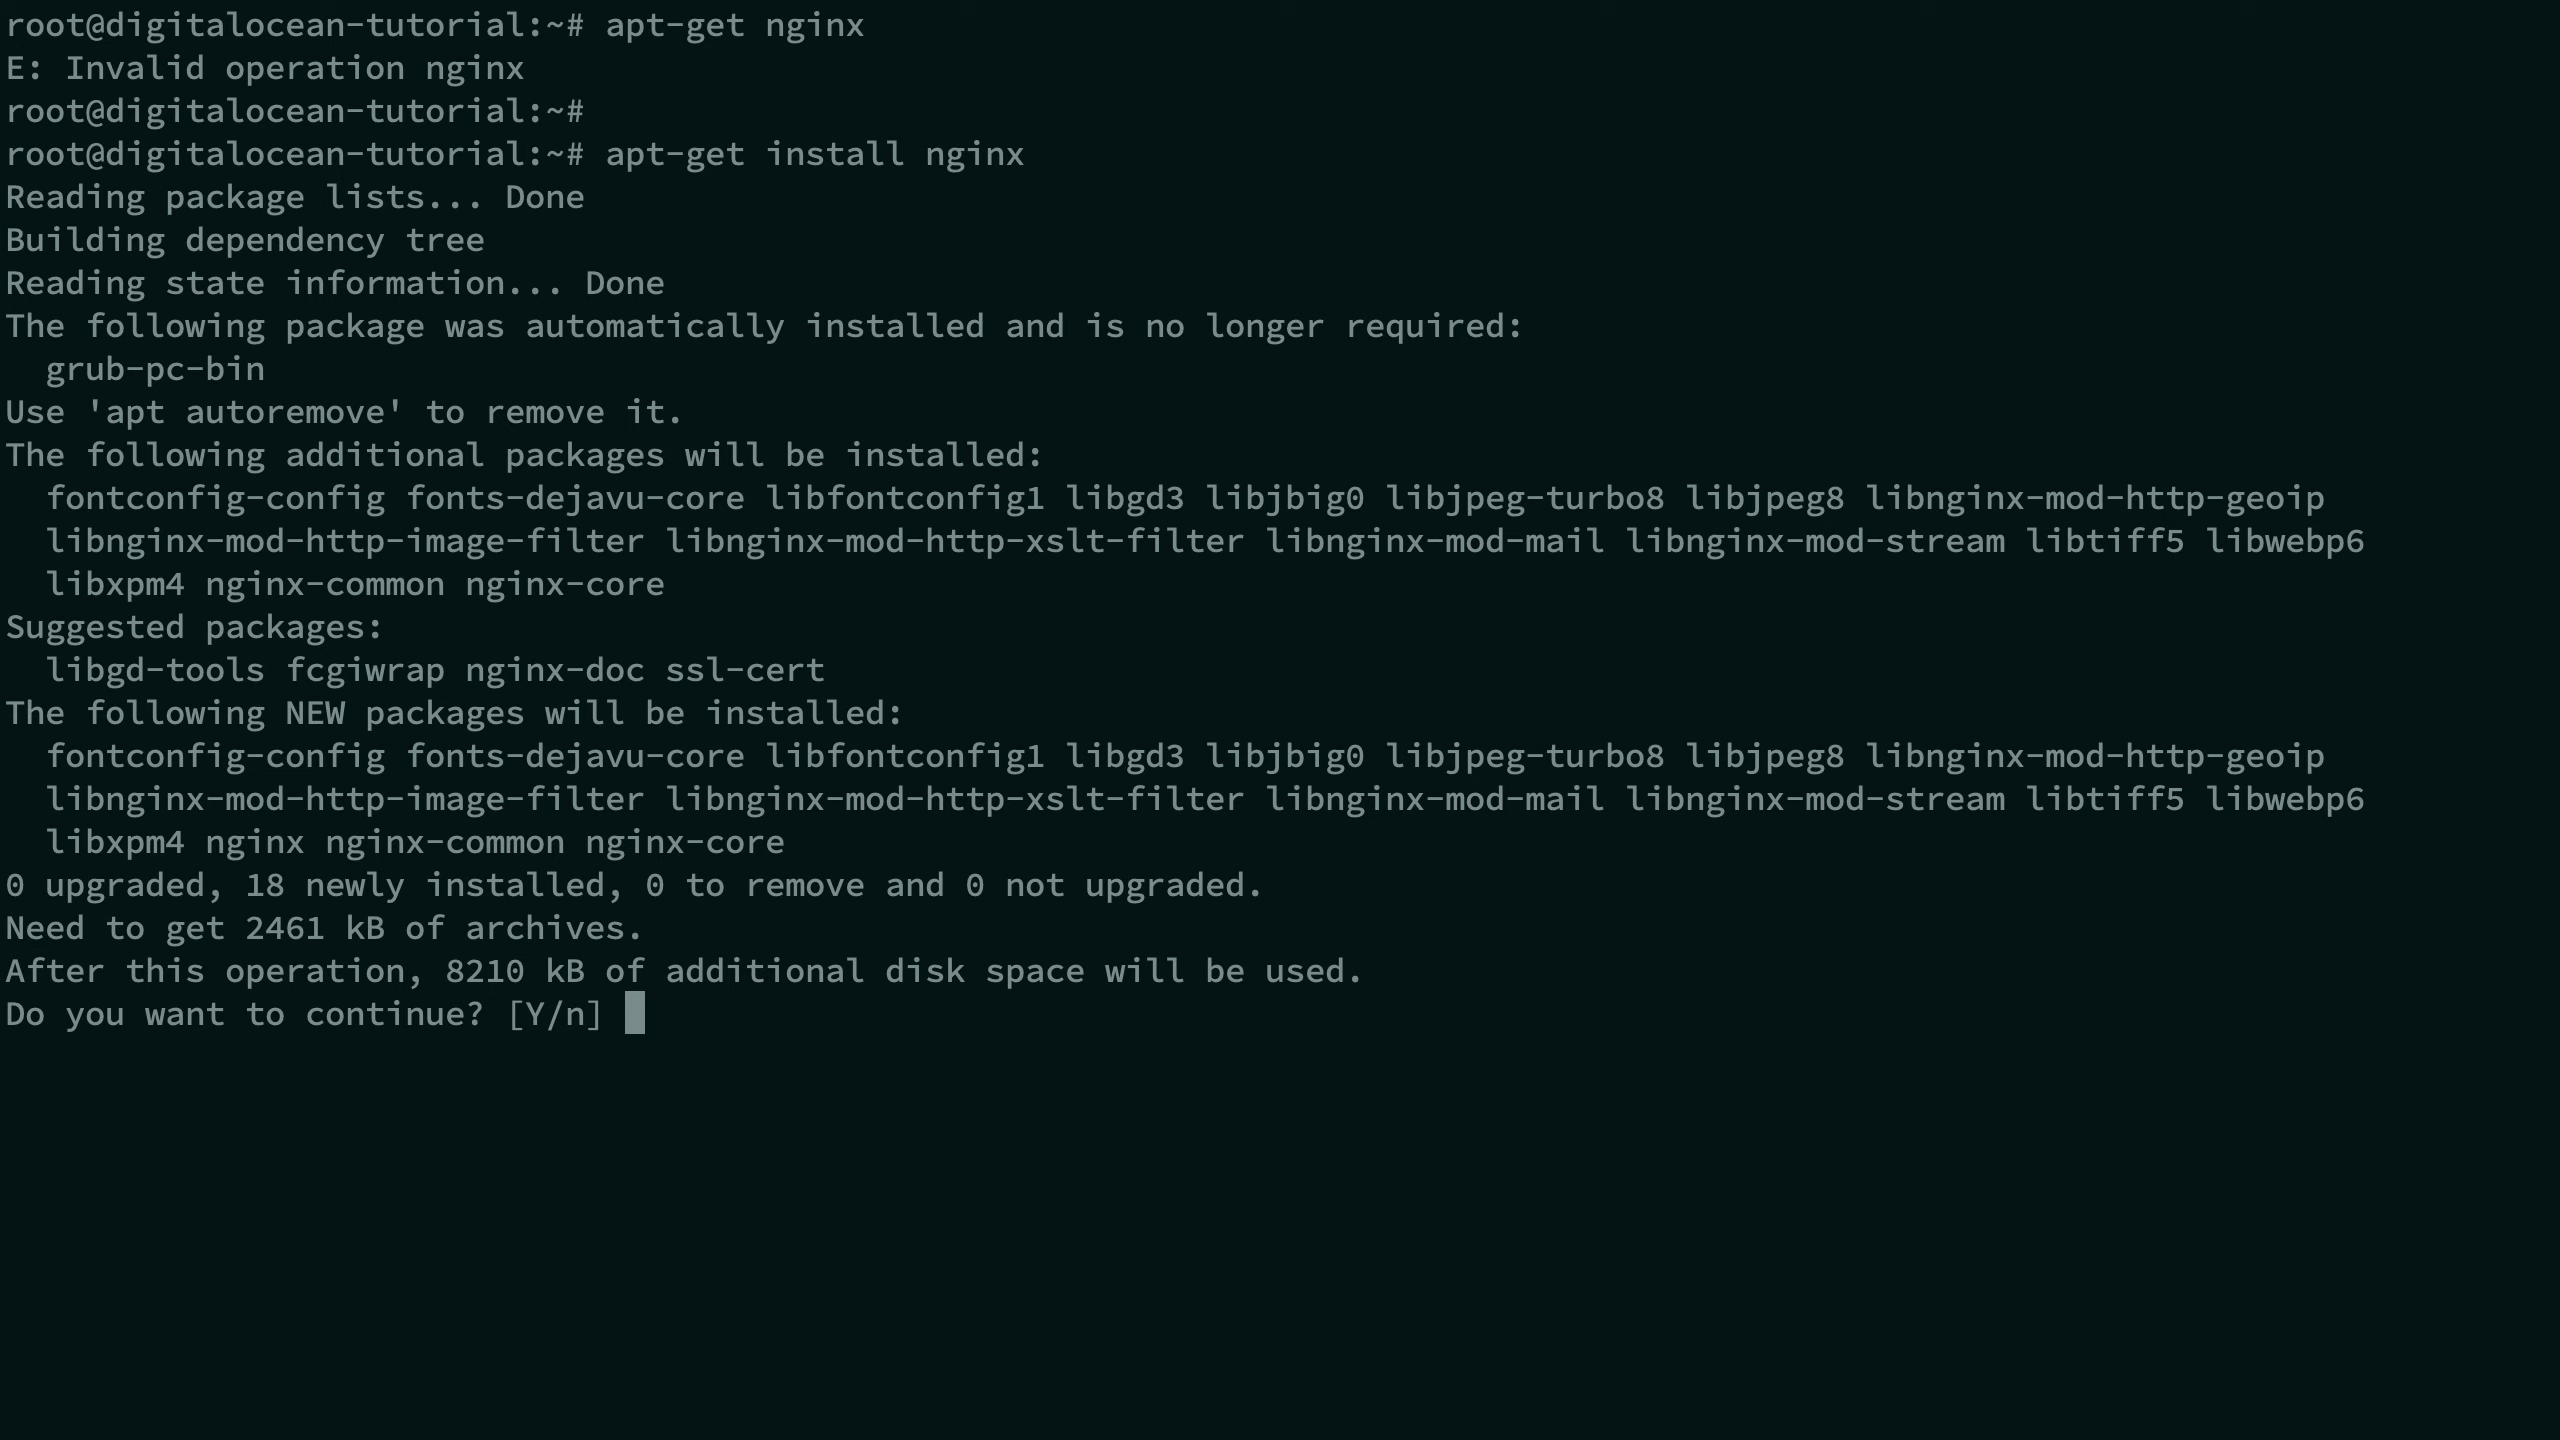 root@digitalocean-tutorial:~# apt-get nginx
E: Invalid operation nginx
root@digitalocean-tutorial:~#
root@digitalocean-tutorial:~# apt-get install nginx
Reading package lists... Done
Building dependency tree
Reading state information... Done
The following package was automatically installed and is no longer required:
  grub-pc-bin
Use 'apt autoremove' to remove it.
The following additional packages will be installed:
  fontconfig-config fonts-dejavu-core libfontconfig1 libgd3 libjbig0 libjpeg-turbo8 libjpeg8 libnginx-mod-http-geoip
  libnginx-mod-http-image-filter libnginx-mod-http-xslt-filter libnginx-mod-mail libnginx-mod-stream libtiff5 libwebp6
  libxpm4 nginx-common nginx-core
Suggested packages:
  libgd-tools fcgiwrap nginx-doc ssl-cert
The following NEW packages will be installed:
  fontconfig-config fonts-dejavu-core libfontconfig1 libgd3 libjbig0 libjpeg-turbo8 libjpeg8 libnginx-mod-http-geoip
  libnginx-mod-http-image-filter libnginx-mod-http-xslt-filter libnginx-mod-mail libnginx-mod-stream libtiff5 libwebp6
  libxpm4 nginx nginx-common nginx-core
0 upgraded, 18 newly installed, 0 to remove and 0 not upgraded.
Need to get 2461 kB of archives.
After this operation, 8210 kB of additional disk space will be used.
Do you want to continue? [Y/n]